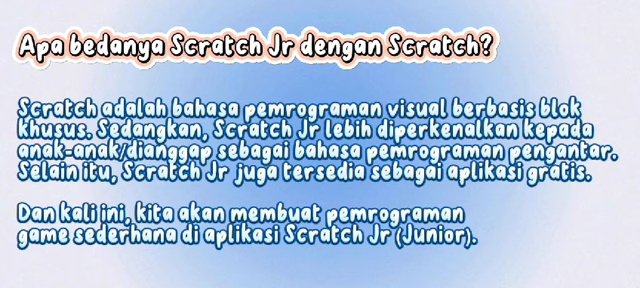 Apa bedanya Scratch Jr dengan Scratch?
Scratch adalah bahasa pemrograman visual berbasis blok
khusus. Sedangkan, Scratch Jr lebih diperkenalkan kepada
anak-anak/dianggap sebagai bahasa pemrograman pengantar.
Selain itu, Scratch Jr juga tersedia sebagai aplikasi gratis.
Dan kali ini, kita akan membuat pemrograman
game sederhana di aplikasi Scratch Jr (Junior).